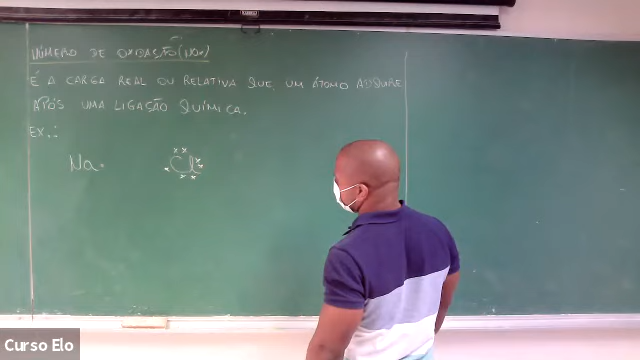 NÚMERO DE OXIDAÇÃO (NOX)
É A CARGA REAL OU RELATIVA QUE UM ÁTOMO ADQUIRE
APÓS UMA LIGAÇÃO QUÍMICA.
EX.:
Na Cl
Curso Elo